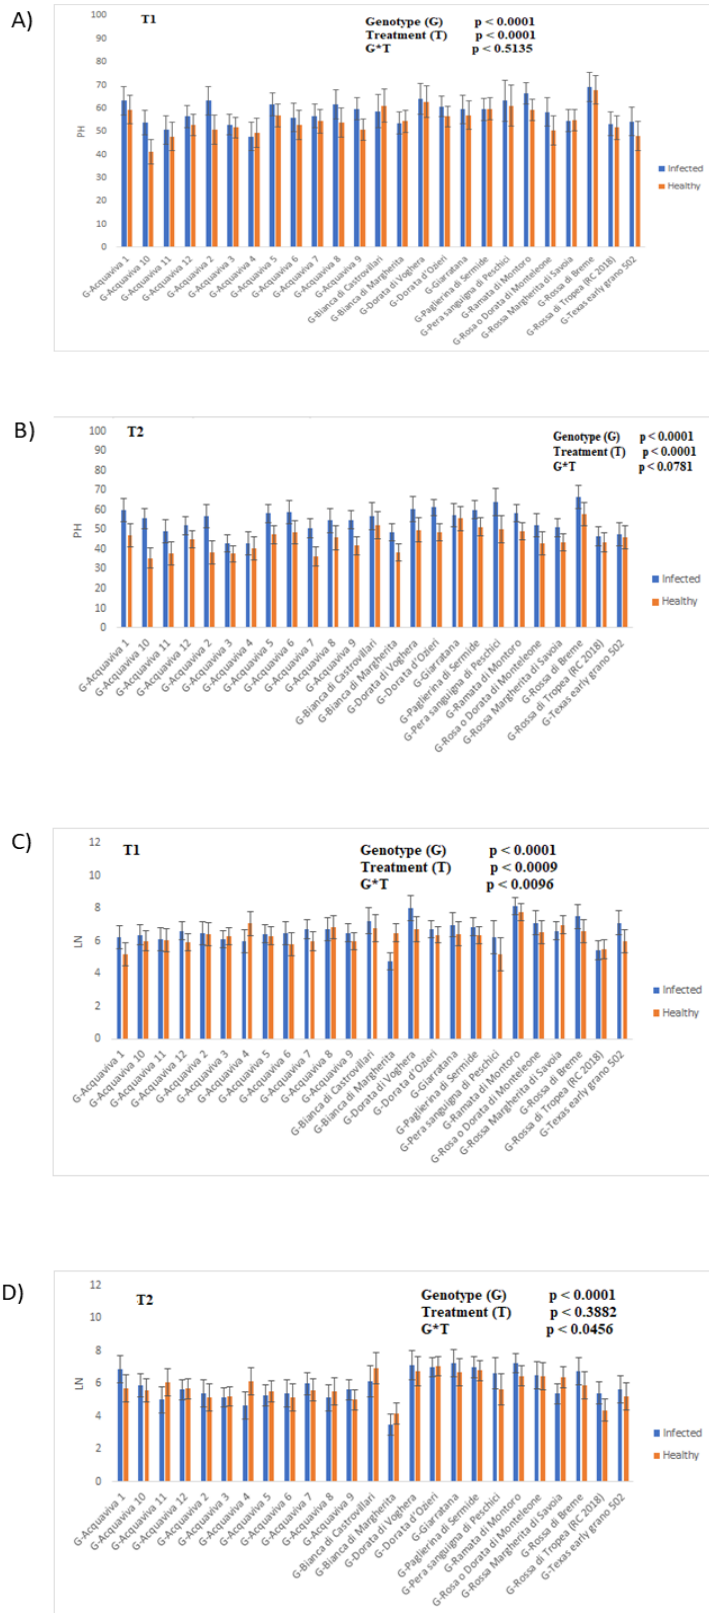 A)
T1
Genotype (G) p < 0.0001
Treatment (T) p < 0.0001
G*T p < 0.5135
100
90
80
70
60
50
40
30
20
10
0
PH
Infected
Healthy
G-Acquaviva 1
G-Acquaviva 10
G-Acquaviva 11
G-Acquaviva 12
G-Acquaviva 2
G-Acquaviva 3
G-Acquaviva 4
G-Acquaviva 5
G-Acquaviva 6
G-Acquaviva 7
G-Acquaviva 8
G-Acquaviva 9
G-Bianca di Castrovillari
G-Bianca di Margherita
G-Dorata di Voghera
G-Dorata d'Ozieri
G-Giarratana
G-Paglierina di Sermide
G-Pera sanguigna di Peschici
G-Ramata di Montoro
G-Rosa o Dorata di Monteleone
G-Rossa Margherita di Savoia
G-Rossa di Breme
G-Rossa di Tropea (RC 2018)
G-Texas early grano 502
B)
T2
Genotype (G) p < 0.0001
Treatment (T) p < 0.0001
G*T p < 0.0781
100
90
80
70
60
50
40
30
20
10
0
PH
Infected
Healthy
G-Acquaviva 1
G-Acquaviva 10
G-Acquaviva 11
G-Acquaviva 12
G-Acquaviva 2
G-Acquaviva 3
G-Acquaviva 4
G-Acquaviva 5
G-Acquaviva 6
G-Acquaviva 7
G-Acquaviva 8
G-Acquaviva 9
G-Bianca di Castrovillari
G-Bianca di Margherita
G-Dorata di Voghera
G-Dorata d'Ozieri
G-Giarratana
G-Paglierina di Sermide
G-Pera sanguigna di Peschici
G-Ramata di Montoro
G-Rosa o Dorata di Monteleone
G-Rossa Margherita di Savoia
G-Rossa di Breme
G-Rossa di Tropea (RC 2018)
G-Texas early grano 502
C)
T1
Genotype (G) p < 0.0001
Treatment (T) p < 0.0009
G*T p < 0.0096
12
10
8
6
4
2
0
LN
Infected
Healthy
G-Acquaviva 1
G-Acquaviva 10
G-Acquaviva 11
G-Acquaviva 12
G-Acquaviva 2
G-Acquaviva 3
G-Acquaviva 4
G-Acquaviva 5
G-Acquaviva 6
G-Acquaviva 7
G-Acquaviva 8
G-Acquaviva 9
G-Bianca di Castrovillari
G-Bianca di Margherita
G-Dorata di Voghera
G-Dorata d'Ozieri
G-Giarratana
G-Paglierina di Sermide
G-Pera sanguigna di Peschici
G-Ramata di Montoro
G-Rosa o Dorata di Monteleone
G-Rossa Margherita di Savoia
G-Rossa di Breme
G-Rossa di Tropea (RC 2018)
G-Texas early grano 502
D)
T2
Genotype (G) p < 0.0001
Treatment (T) p < 0.3882
G*T p < 0.0456
12
10
8
6
4
2
0
LN
Infected
Healthy
G-Acquaviva 1
G-Acquaviva 10
G-Acquaviva 11
G-Acquaviva 12
G-Acquaviva 2
G-Acquaviva 3
G-Acquaviva 4
G-Acquaviva 5
G-Acquaviva 6
G-Acquaviva 7
G-Acquaviva 8
G-Acquaviva 9
G-Bianca di Castrovillari
G-Bianca di Margherita
G-Dorata di Voghera
G-Dorata d'Ozieri
G-Giarratana
G-Paglierina di Sermide
G-Pera sanguigna di Peschici
G-Ramata di Montoro
G-Rosa o Dorata di Monteleone
G-Rossa Margherita di Savoia
G-Rossa di Breme
G-Rossa di Tropea (RC 2018)
G-Texas early grano 502